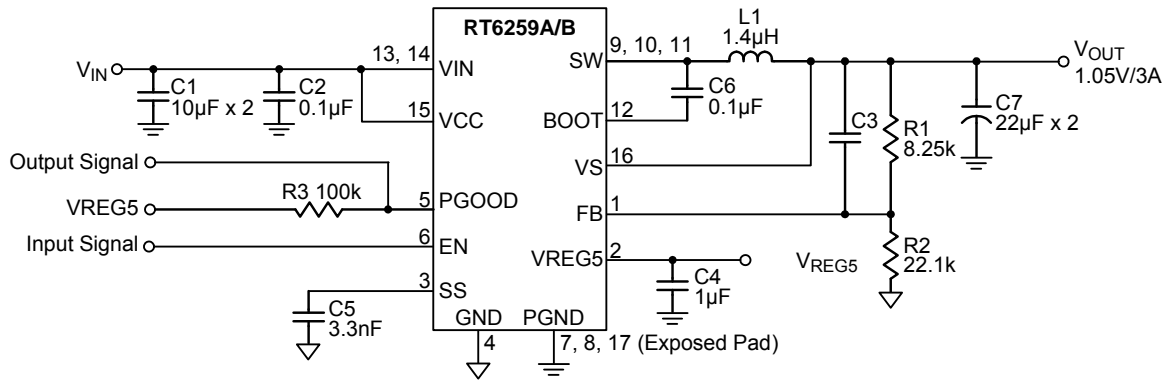 RT6259A/B
VIN
13, 14
VIN
C1
10µF x 2
C2
0.1µF
15
VCC
Output Signal
VREG5
R3 100k
5
PGOOD
Input Signal
6
EN
3
SS
C5
3.3nF
GND
4
PGND
7, 8, 17 (Exposed Pad)
SW
9, 10, 11
L1
1.4µH
C6
0.1µF
BOOT
12
VS
16
FB
1
VREG5
2
C4
1µF
VREG5
C3
R1
8.25k
R2
22.1k
C7
22µF x 2
VOUT
1.05V/3A